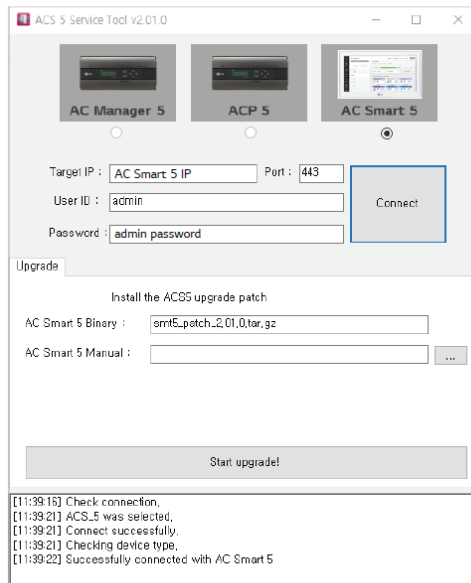 ACS 5 Service Tool v2.01.0
AC Manager 5
ACP 5
AC Smart 5
Target IP : AC Smart 5 IP Port : 443
User ID : admin
Connect
Password : admin password
Upgrade
Install the ACS5 upgrade patch
AC Smart 5 Binary : smt5_patch_2.01.0.tar.gz
AC Smart 5 Manual : ...
Start upgrade!
[11:39:16] Check connection.
[11:39:21] ACS_5 was selected.
[11:39:21] Connect successfully.
[11:39:21] Checking device type.
[11:39:22] Successfully connected with AC Smart 5